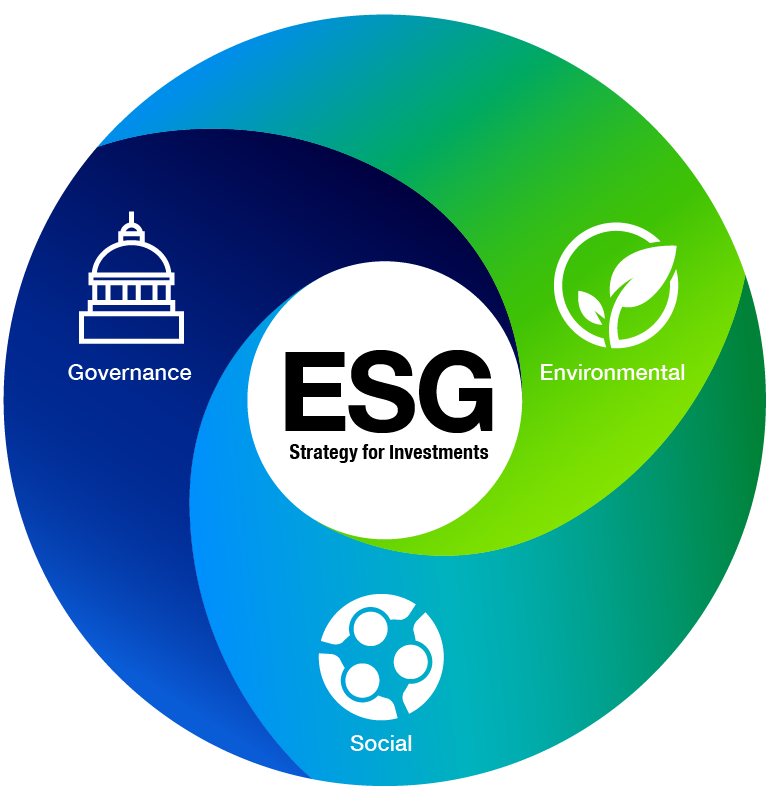 Governance
Environmental
ESG
Strategy for Investments
Social